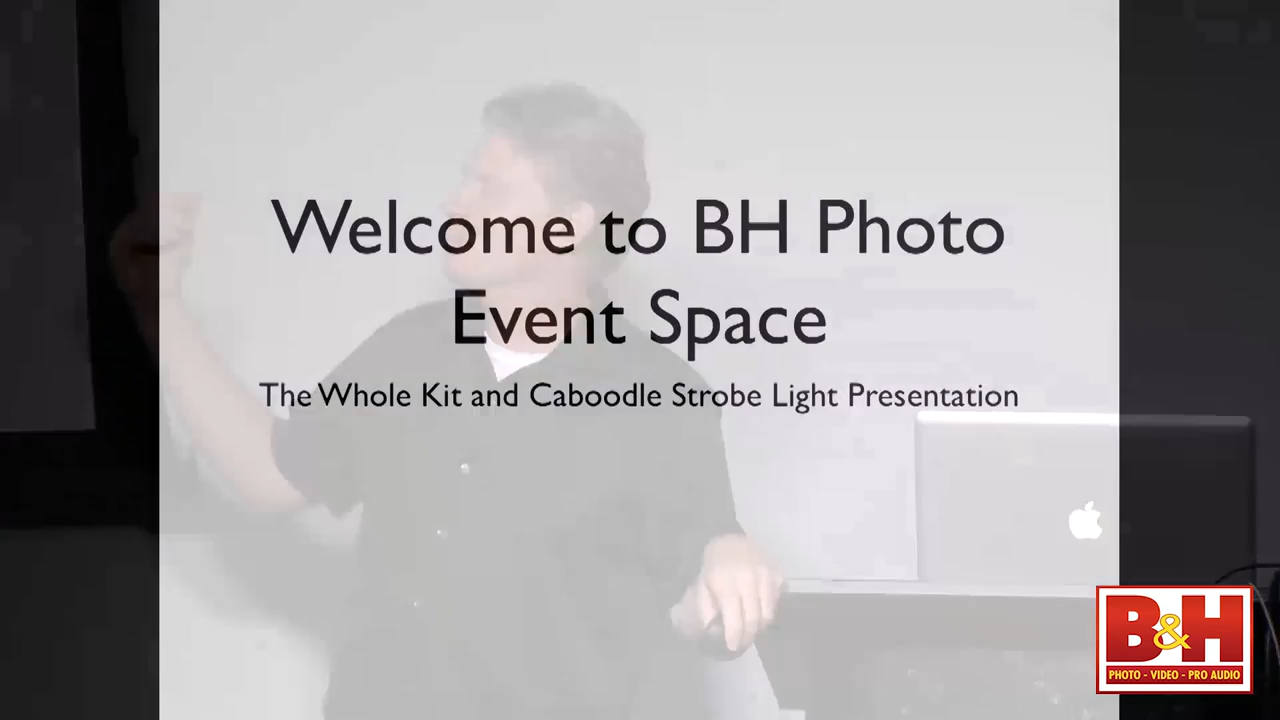 Welcome to BH Photo
Event Space
The Whole Kit and Caboodle Strobe Light Presentation
B&H
PHOTO - VIDEO - PRO AUDIO